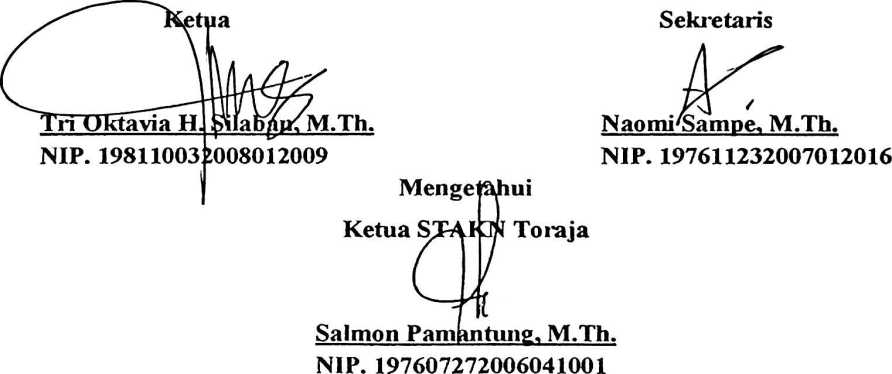 Ketua
Sekretaris
Tri Oktavia H. Silaban, M.Th.
NIP. 198110032008012009
Naomi Sampe, M.Th.
NIP. 197611232007012016
Mengetahui
Ketua STAKN Toraja
Salmon Pamantung, M.Th.
NIP. 197607272006041001